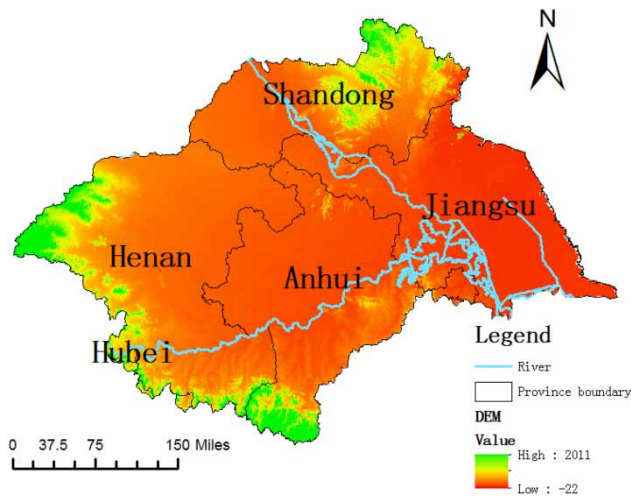 N
Shandong
Jiangsu
Henan
Anhui
Hubei
Legend
River
Province boundary
DEM
Value
High : 2011
Low : -22
0 37.5 75 150 Miles